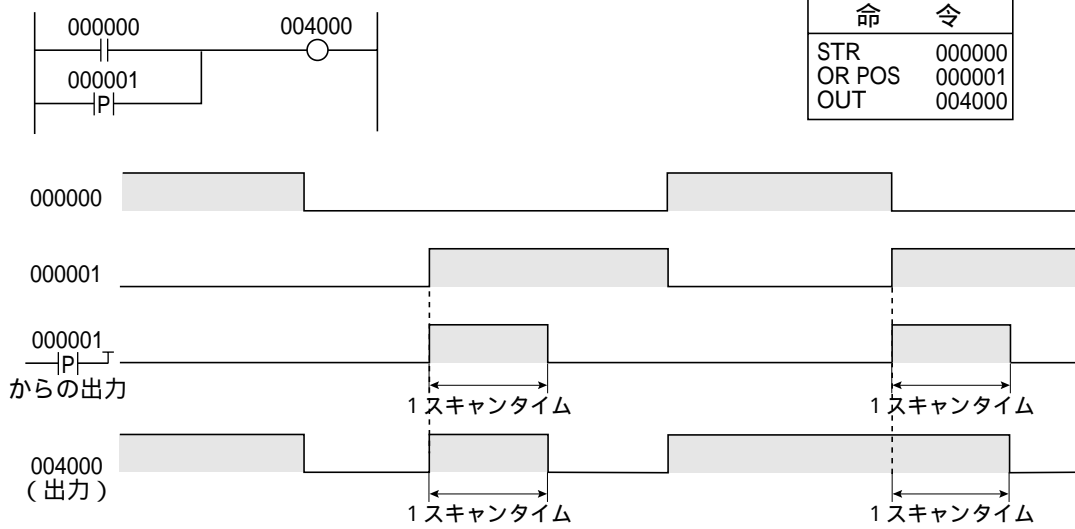 000000
004000
000001
P
命 令
STR 000000
OR POS 000001
OUT 004000
000000
000001
000001
P
からの出力
1スキャンタイム
1スキャンタイム
004000
(出力)
1スキャンタイム
1スキャンタイム